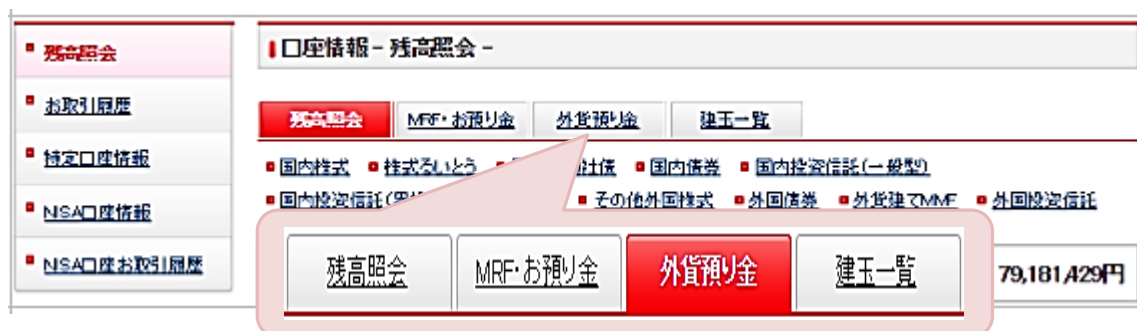 残高照会
お取引履歴
特定口座情報
NISA口座情報
NISA口座お取引履歴
口座情報 - 残高照会 -
残高照会 MRF・お預り金 外貨預り金 建玉一覧
国内株式 株式るいとう 社債 国内債券 国内投資信託(一般型)
国内投資信託( その他外国株式 外国債券 外貨建てMMF 外国投資信託
残高照会 MRF・お預り金 外貨預り金 建玉一覧
79,181,429円